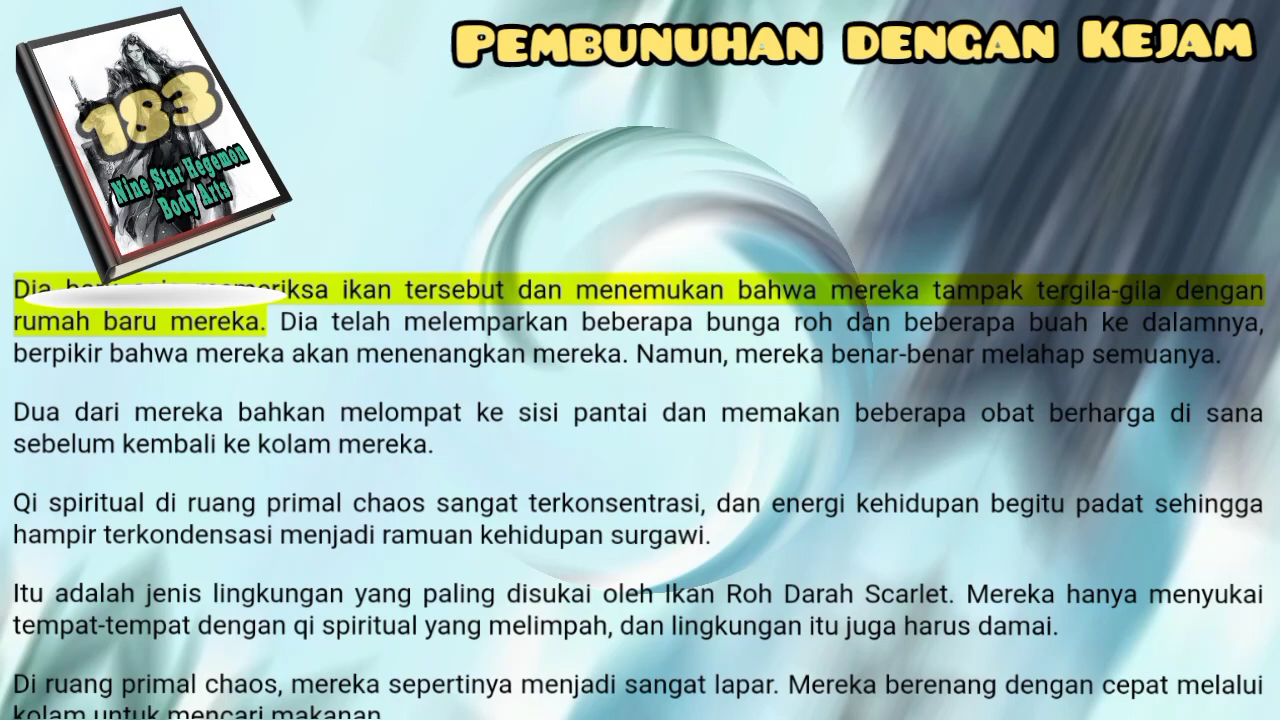 PEMBUNUHAN DENGAN KEJAM
183
Nine Star Hegemon
Body Arts
Dia ikan tersebut dan menemukan bahwa mereka tampak tergila-gila dengan
rumah baru mereka. Dia telah melemparkan beberapa bunga roh dan beberapa buah ke dalamnya,
berpikir bahwa mereka akan menenangkan mereka. Namun, mereka benar-benar melahap semuanya.
Dua dari mereka bahkan melompat ke sisi pantai dan memakan beberapa obat berharga di sana
sebelum kembali ke kolam mereka.
Qi spiritual di ruang primal chaos sangat terkonsentrasi, dan energi kehidupan begitu padat sehingga
hampir terkondensasi menjadi ramuan kehidupan surgawi.
Itu adalah jenis lingkungan yang paling disukai oleh Ikan Roh Darah Scarlet. Mereka hanya menyukai
tempat-tempat dengan qi spiritual yang melimpah, dan lingkungan itu juga harus damai.
Di ruang primal chaos, mereka sepertinya menjadi sangat lapar. Mereka berenang dengan cepat melalui
kolam untuk mencari makanan.